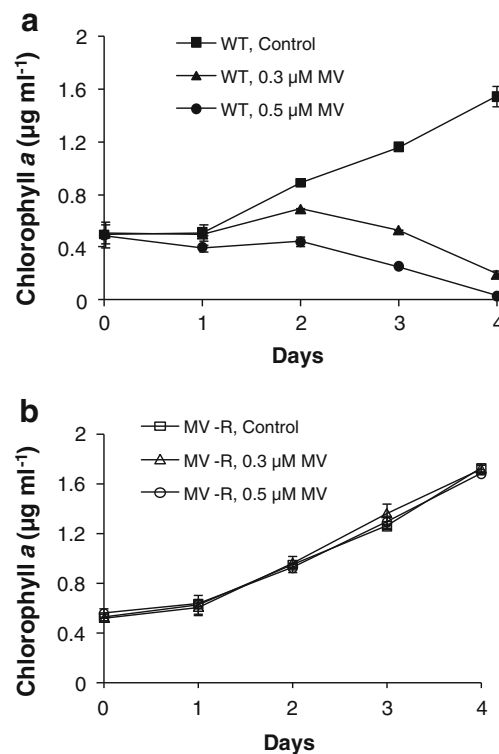 a
WT, Control
WT, 0.3 µM MV
WT, 0.5 µM MV
Chlorophyll a (µg ml⁻¹)
2
1.6
1.2
0.8
0.4
0
0 1 2 3 4
Days
b
MV -R, Control
MV -R, 0.3 µM MV
MV -R, 0.5 µM MV
Chlorophyll a (µg ml⁻¹)
2
1.6
1.2
0.8
0.4
0
0 1 2 3 4
Days